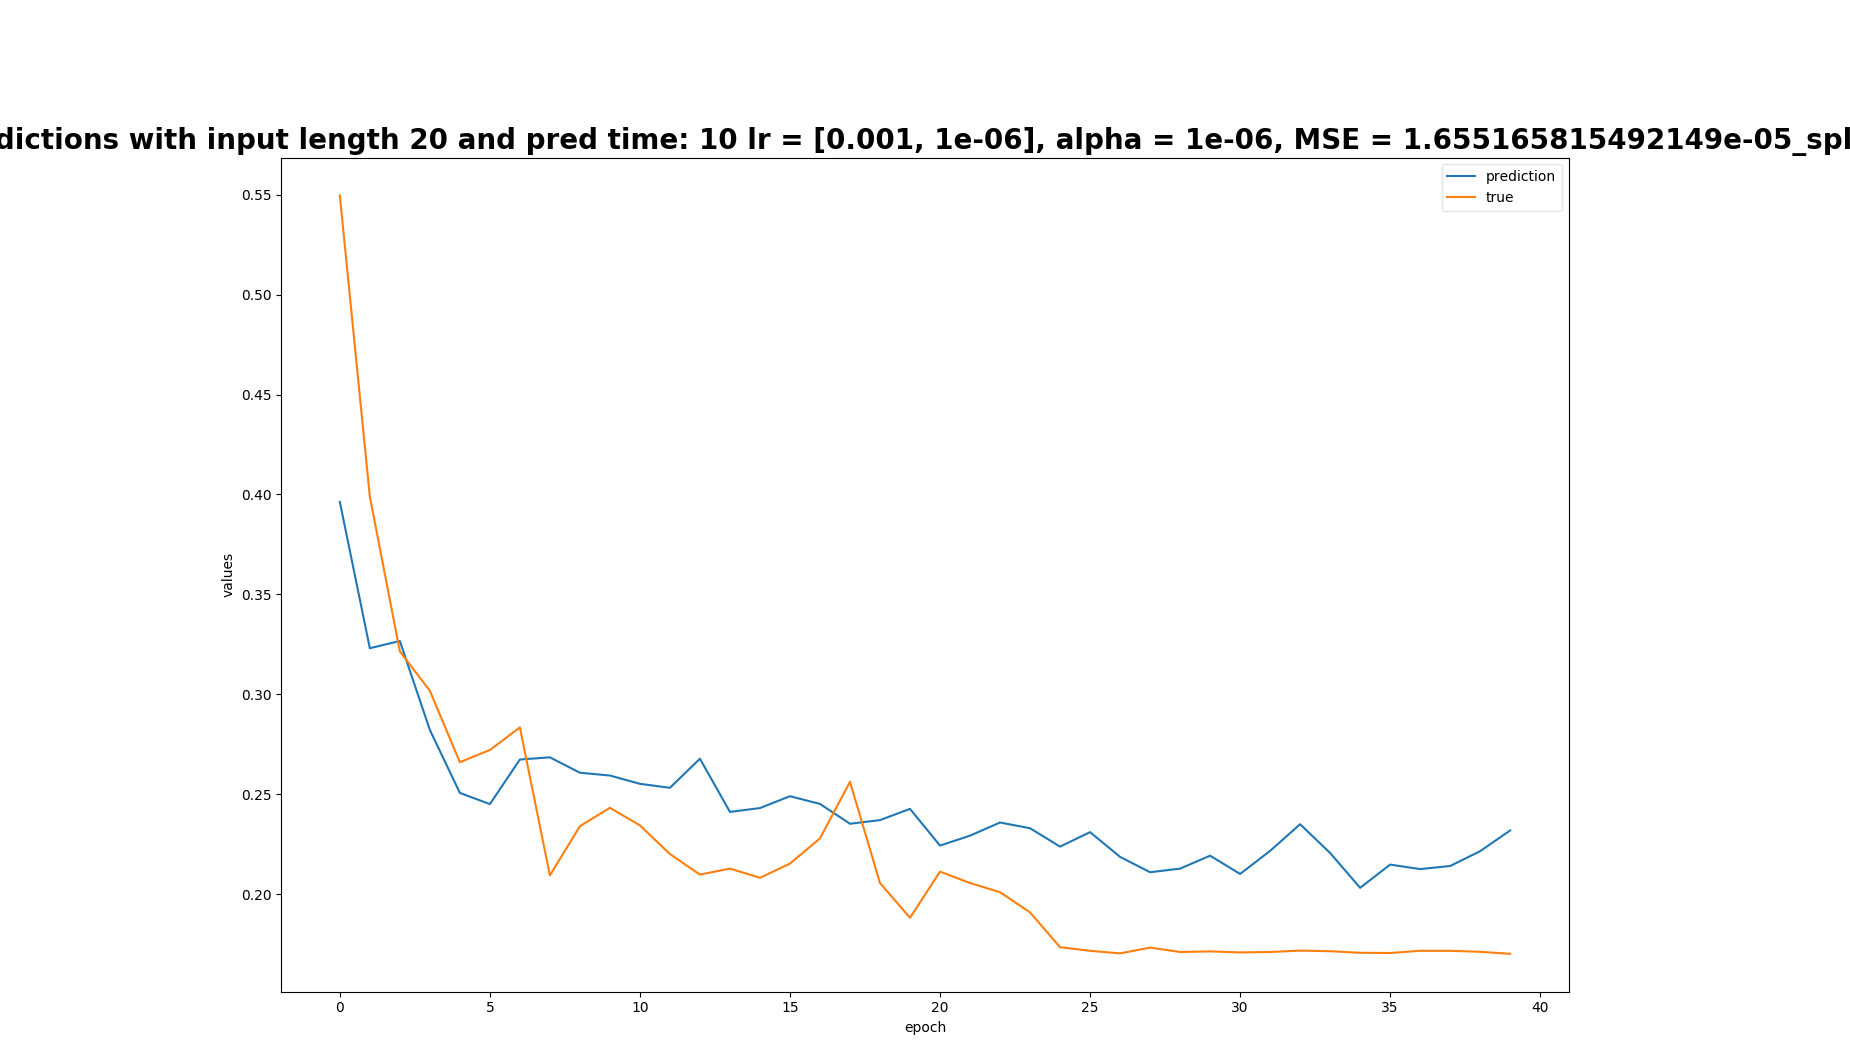 dictions with input length 20 and pred time: 10 lr = [0.001, 1e-06], alpha = 1e-06, MSE = 1.655165815492149e-05_spl
prediction
true
0.55
0.50
0.45
0.40
0.35
0.30
0.25
0.20
values
0 5 10 15 20 25 30 35 40
epoch